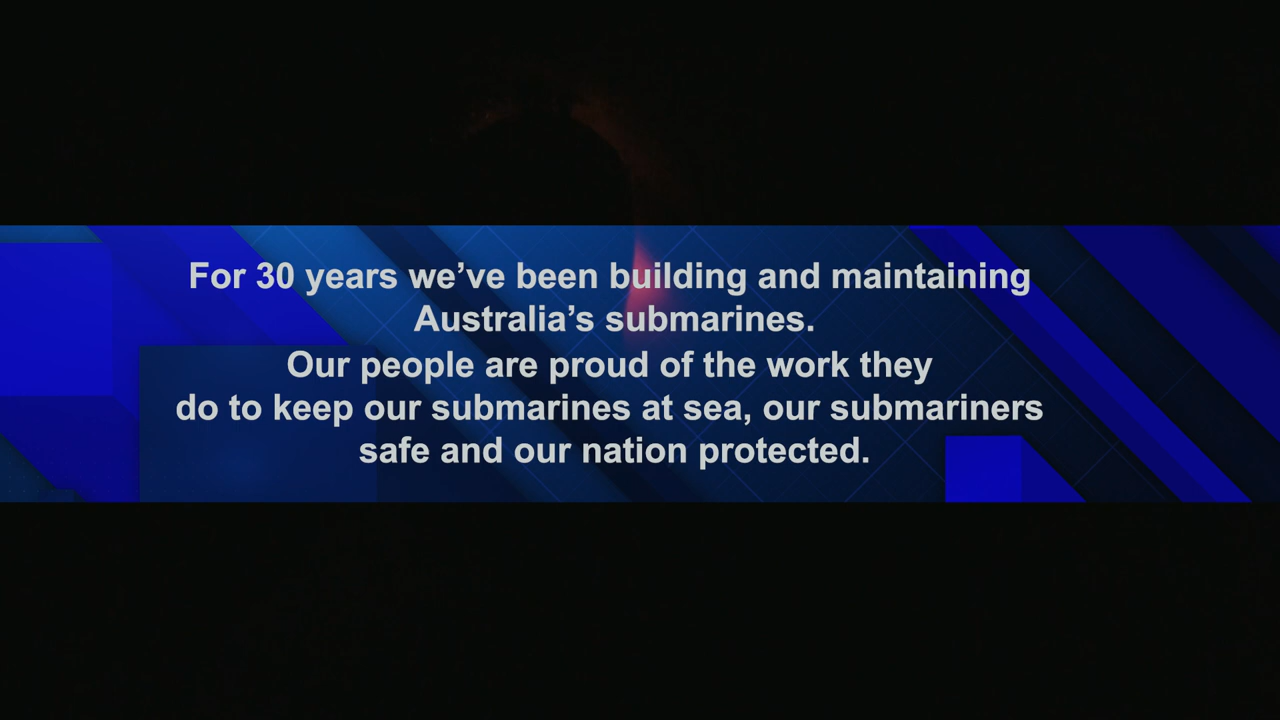 For 30 years we’ve been building and maintaining
Australia’s submarines.
Our people are proud of the work they
do to keep our submarines at sea, our submariners
safe and our nation protected.